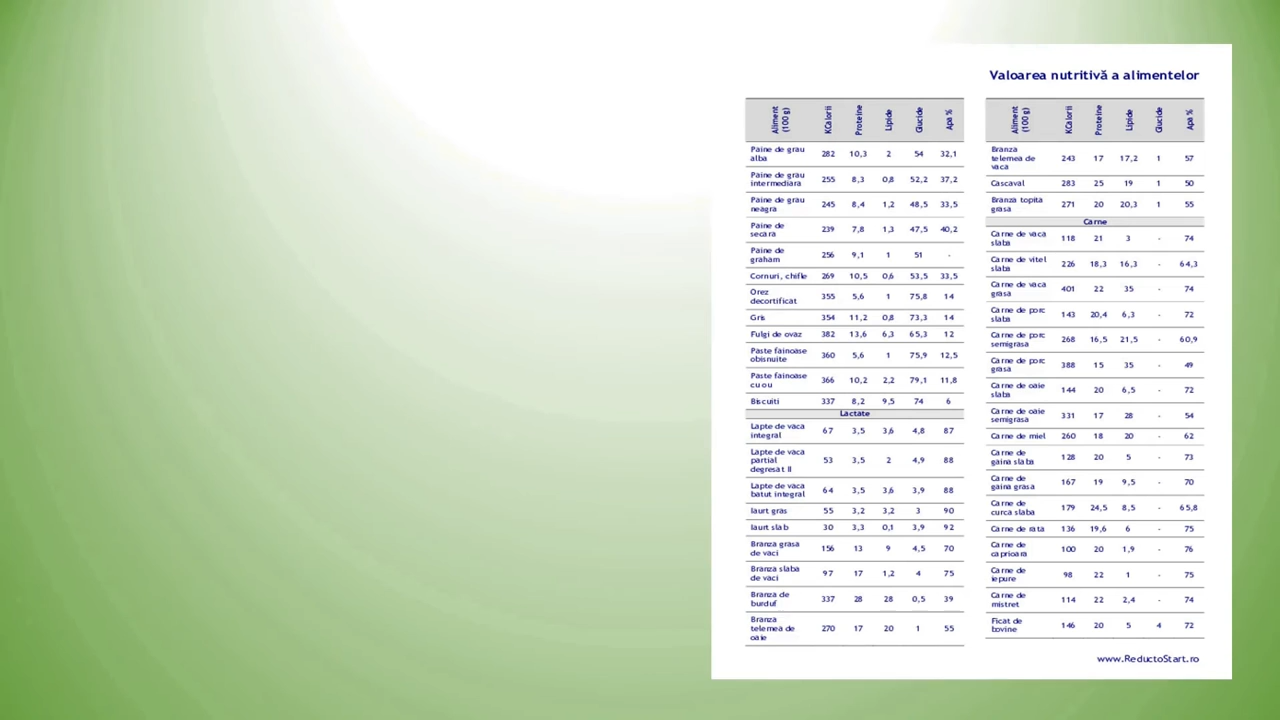 Valoarea nutritivă a alimentelor
Aliment (100 g) KCalorii Proteine Lipide Glucide Apa %
Paine de grau alba 282 10,3 2 54 32,1
Paine de grau intermediara 255 8,3 0,8 52,2 37,2
Paine de grau neagra 245 8,4 1,2 48,5 33,5
Paine de secara 239 7,8 1,3 47,5 40,2
Paine de graham 256 9,1 1 51 -
Cornuri, chifle 269 10,5 0,6 53,5 33,5
Orez decortificat 355 5,6 1 75,8 14
Gris 354 11,2 0,8 73,3 14
Fulgi de ovaz 382 13,6 6,3 65,3 12
Paste fainoase obisnuite 360 5,6 1 75,9 12,5
Paste fainoase cu ou 366 10,2 2,2 79,1 11,8
Biscuiti 337 8,2 9,5 74 6
Lactate
Lapte de vaca integral 67 3,5 3,6 4,8 87
Lapte de vaca partial degresat II 53 3,5 2 4,9 88
Lapte de vaca batut integral 64 3,5 3,6 3,9 88
Iaurt gras 55 3,2 3,2 3 90
Iaurt slab 30 3,3 0,1 3,9 92
Branza grasa de vaci 156 13 9 4,5 70
Branza slaba de vaci 97 17 1,2 4 75
Branza de burduf 337 28 28 0,5 39
Branza telemea de oaie 270 17 20 1 55
Aliment (100 g) KCalorii Proteine Lipide Glucide Apa %
Branza telemea de vaca 243 17 17,2 1 57
Cascaval 283 25 19 1 50
Branza topita grasa 271 20 20,3 1 55
Carne
Carne de vaca slaba 118 21 3 - 74
Carne de vitel slaba 226 18,3 16,3 - 64,3
Carne de vaca grasa 401 22 35 - 74
Carne de porc slaba 143 20,4 6,3 - 72
Carne de porc semigrasa 268 16,5 21,5 - 60,9
Carne de porc grasa 388 15 35 - 49
Carne de oaie slaba 144 20 6,5 - 72
Carne de oaie semigrasa 331 17 28 - 54
Carne de miel 260 18 20 - 62
Carne de gaina slaba 128 20 5 - 73
Carne de gaina grasa 167 19 9,5 - 70
Carne de curca slaba 179 24,5 8,5 - 65,8
Carne de rata 136 19,6 6 - 75
Carne de caprioara 100 20 1,9 - 76
Carne de iepure 98 22 1 - 75
Carne de mistret 114 22 2,4 - 74
Ficat de bovine 146 20 5 4 72
www.ReductoStart.ro